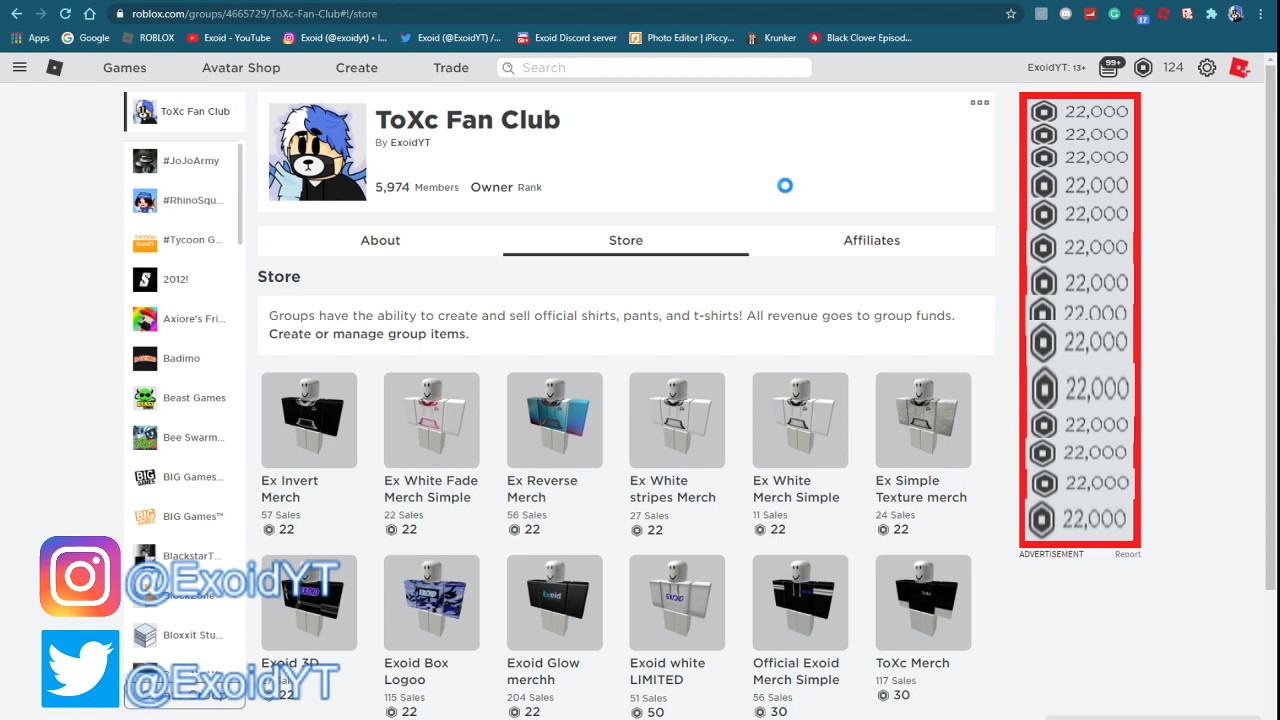 roblox.com/groups/4665729/ToXc-Fan-Club#!/store
17
Apps Google ROBLOX Exoid - YouTube Exoid (@exoidyt) • I... Exoid (@ExoidYT) /... Exoid Discord server Photo Editor | iPiccy... Krunker Black Clover Episod...
Games Avatar Shop Create Trade Search ExoidYT: 13+ 99+ 124
ToXc Fan Club
#JoJoArmy
#RhinoSqu...
#Tycoon G...
2012!
Axiore's Fri...
Badimo
Beast Games
Bee Swarm...
BIG Games...
BIG Games™
BlackstarT...
Bloxxit Stu...
ToXc Fan Club
By ExoidYT
5,974 Members Owner Rank
About Store Affiliates
Store
Groups have the ability to create and sell official shirts, pants, and t-shirts! All revenue goes to group funds.
Create or manage group items.
Ex Invert
Merch
57 Sales
22
Ex White Fade
Merch Simple
22 Sales
22
Ex Reverse
Merch
56 Sales
22
Ex White
stripes Merch
27 Sales
22
Ex White
Merch Simple
11 Sales
22
Ex Simple
Texture merch
24 Sales
22
Exoid 3D
22
Exoid Box
Logoo
115 Sales
22
Exoid Glow
merchh
204 Sales
22
Exoid white
LIMITED
51 Sales
50
Official Exoid
Merch Simple
56 Sales
30
ToXc Merch
117 Sales
30
22,000
22,000
22,000
22,000
22,000
22,000
22,000
22,000
22,000
22,000
22,000
22,000
22,000
22,000
ADVERTISEMENT Report
@ExoidYT
@ExoidYT